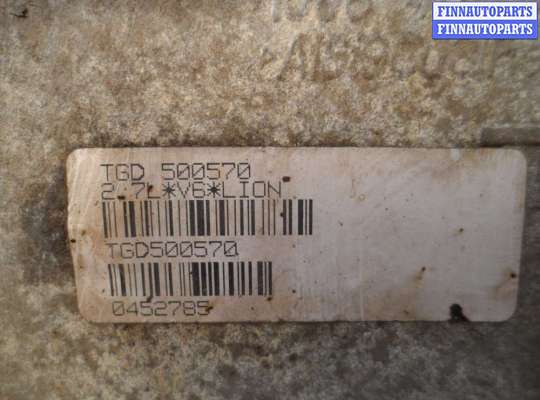 FINNAUTOPARTS
FINNAUTOPARTS
TGD 500570
2.7L*V6*LION
TGD500570
0452785